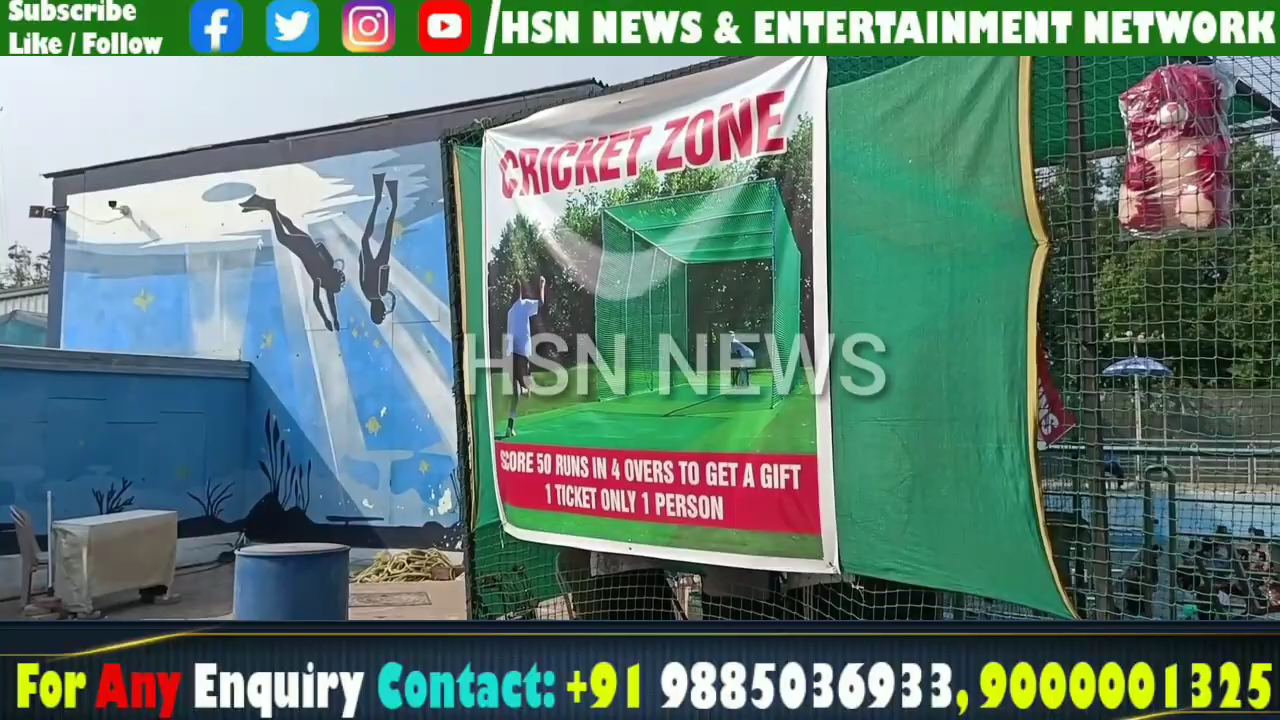 Subscribe
Like / Follow
/HSN NEWS & ENTERTAINMENT NETWORK
CRICKET ZONE
HSN NEWS
SCORE 50 RUNS IN 4 OVERS TO GET A GIFT
1 TICKET ONLY 1 PERSON
For Any Enquiry Contact: +91 9885036933, 9000001325